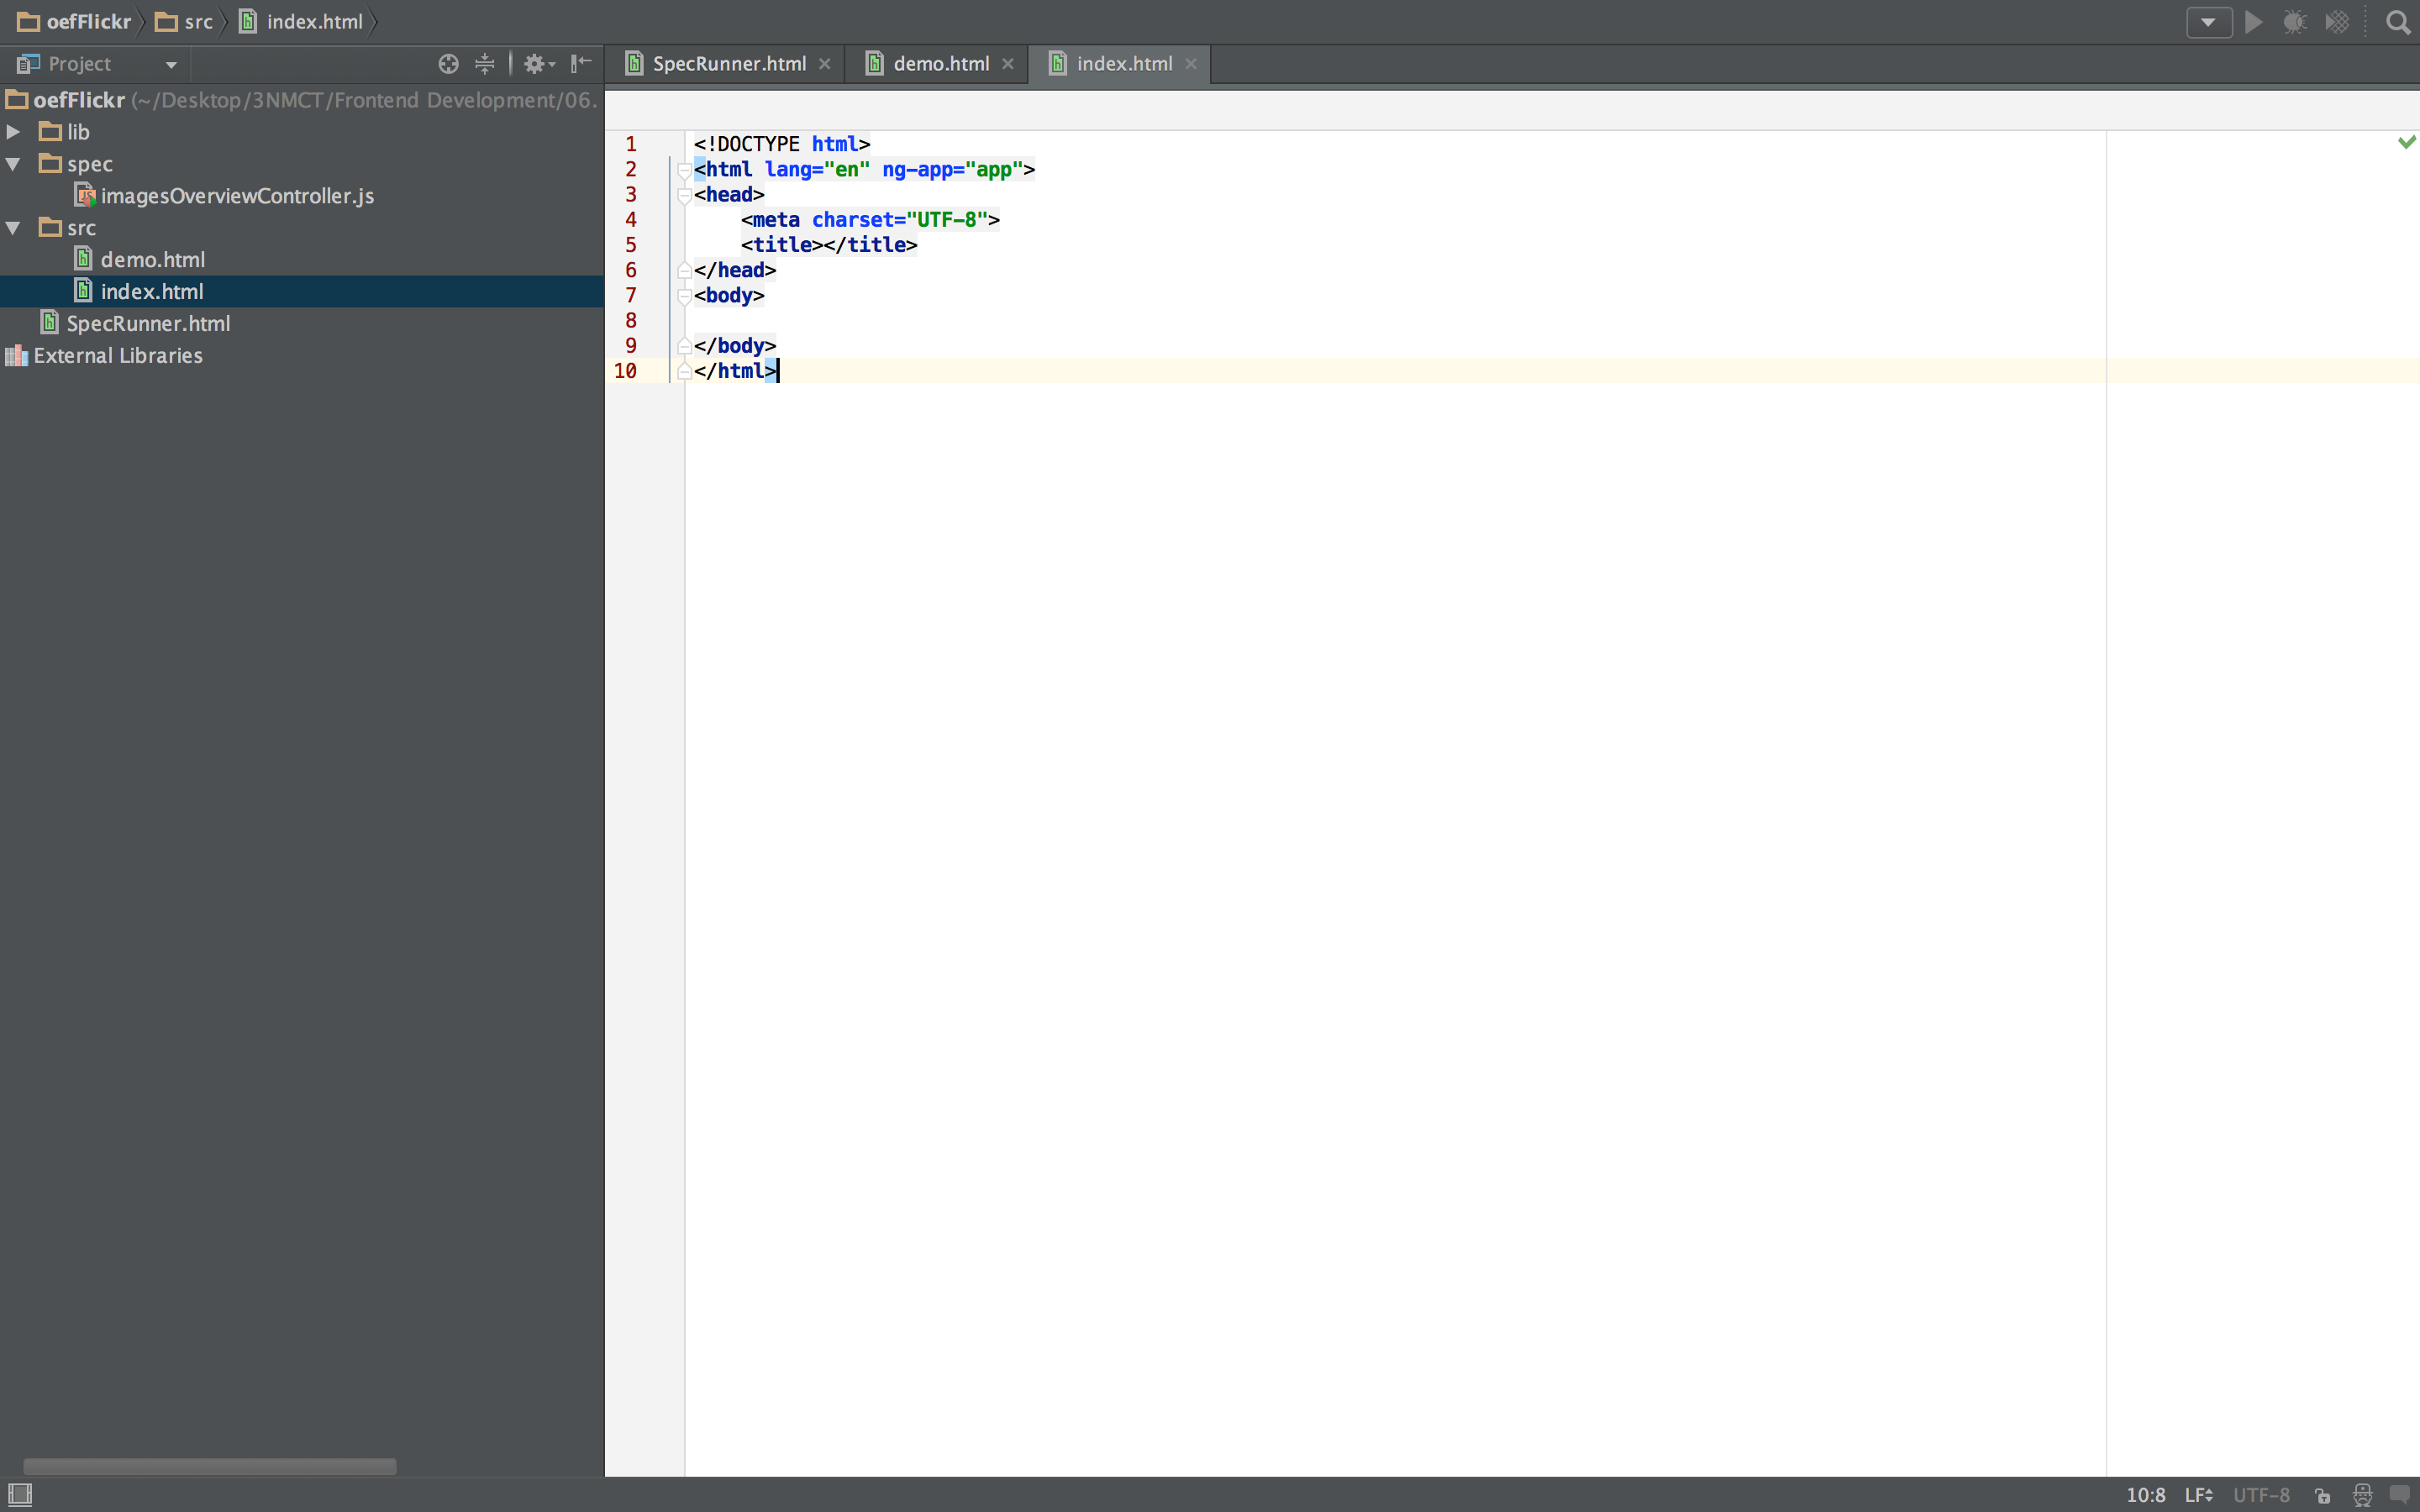 oefFlickr src index.html
Project
SpecRunner.html demo.html index.html
oefFlickr (~/Desktop/3NMCT/Frontend Development/06.
lib
spec
imagesOverviewController.js
src
demo.html
index.html
SpecRunner.html
External Libraries
1 <!DOCTYPE html>
2 <html lang="en" ng-app="app">
3 <head>
4 <meta charset="UTF-8">
5 <title></title>
6 </head>
7 <body>
8
9 </body>
10 </html>
10:8 LF UTF-8